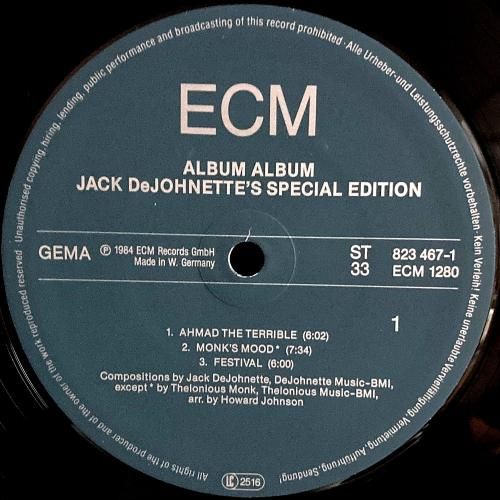 Unauthorised copying, hiring, lending, public performance and broadcasting of this record prohibited · Alle Urheber- und Leistungsschutzrechte vorbehalten · Kein Verleih! Keine unerlaubte Vervielfältigung, Vermietung, Aufführung, Sendung!
ECM
ALBUM ALBUM
JACK DeJOHNETTE'S SPECIAL EDITION
GEMA ℗ 1984 ECM Records GmbH ST 823 467-1
Made in W. Germany 33 ECM 1280
1
1. AHMAD THE TERRIBLE (6:02)
2. MONK'S MOOD * (7:34)
3. FESTIVAL (6:00)
Compositions by Jack DeJohnette, DeJohnette Music-BMI,
except * by Thelonious Monk, Thelonious Music-BMI,
arr. by Howard Johnson
All rights of the producer and of the owner of the work reproduced reserved ·
LC 2516